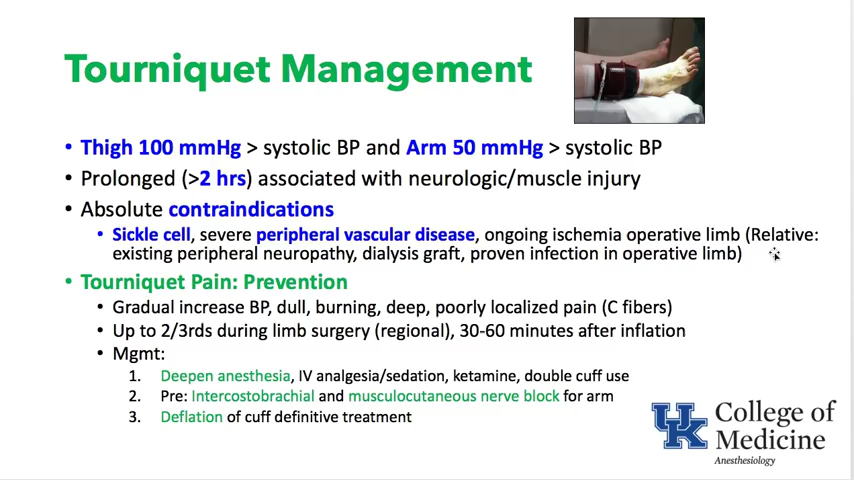 Tourniquet Management
• Thigh 100 mmHg > systolic BP and Arm 50 mmHg > systolic BP
• Prolonged (>2 hrs) associated with neurologic/muscle injury
• Absolute contraindications
• Sickle cell, severe peripheral vascular disease, ongoing ischemia operative limb (Relative:
existing peripheral neuropathy, dialysis graft, proven infection in operative limb)
• Tourniquet Pain: Prevention
• Gradual increase BP, dull, burning, deep, poorly localized pain (C fibers)
• Up to 2/3rds during limb surgery (regional), 30-60 minutes after inflation
• Mgmt:
1. Deepen anesthesia, IV analgesia/sedation, ketamine, double cuff use
2. Pre: Intercostobrachial and musculocutaneous nerve block for arm
3. Deflation of cuff definitive treatment
UK
College of
Medicine
Anesthesiology